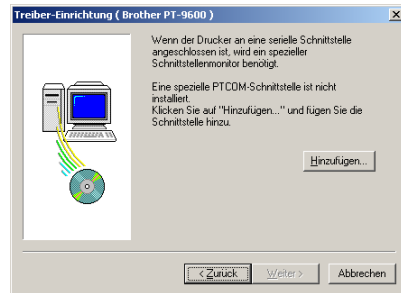 Treiber-Einrichtung ( Brother PT-9600 )
Wenn der Drucker an eine serielle Schnittstelle
angeschlossen ist, wird ein spezieller
Schnittstellenmonitor benötigt.
Eine spezielle PTCOM-Schnittstelle ist nicht
installiert.
Klicken Sie auf "Hinzufügen..." und fügen Sie die
Schnittstelle hinzu.
Hinzufügen...
< Zurück
Weiter >
Abbrechen